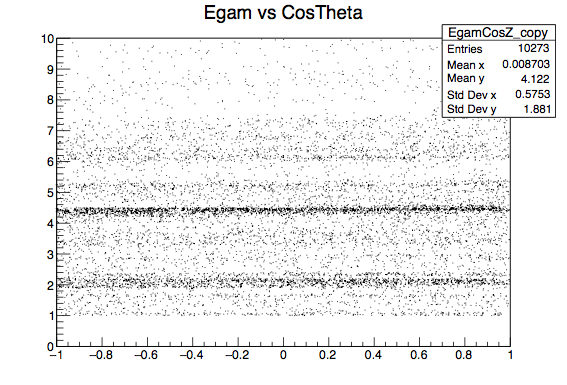 Egam vs CosTheta
EgamCosZ_copy
Entries 10273
Mean x 0.008703
Mean y 4.122
Std Dev x 0.5753
Std Dev y 1.881
10
9
8
7
6
5
4
3
2
1
0
−1 −0.8 −0.6 −0.4 −0.2 0 0.2 0.4 0.6 0.8 1